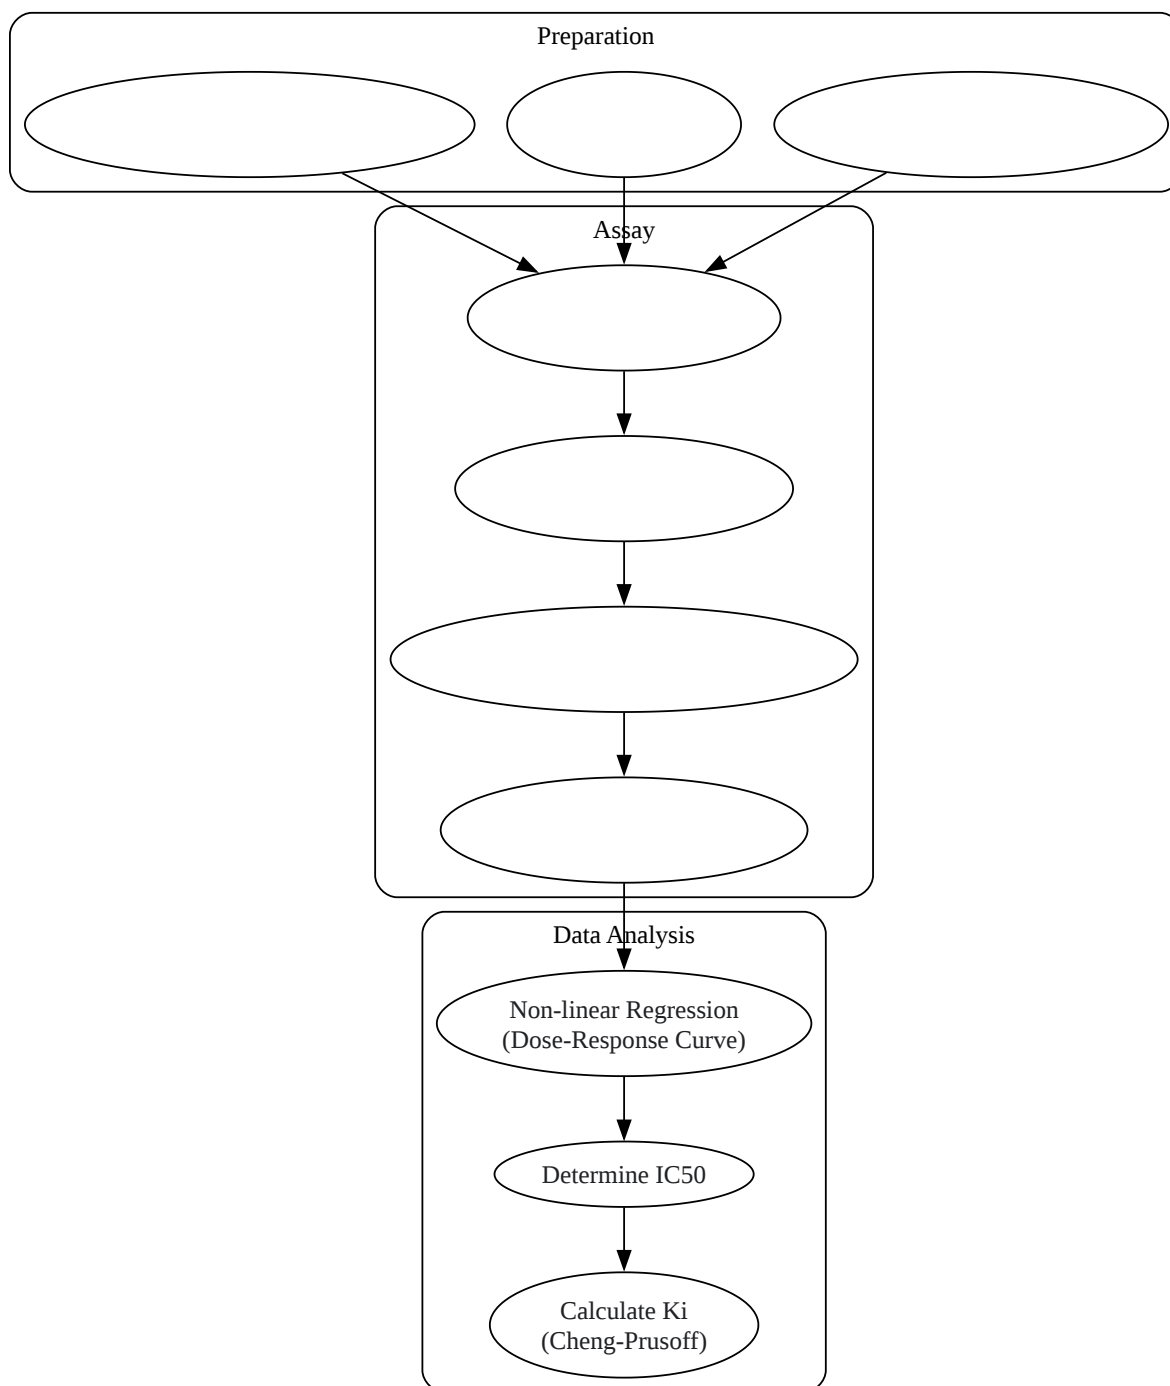 Preparation
Assay
Data Analysis
Non-linear Regression
(Dose-Response Curve)
Determine IC50
Calculate Ki
(Cheng-Prusoff)